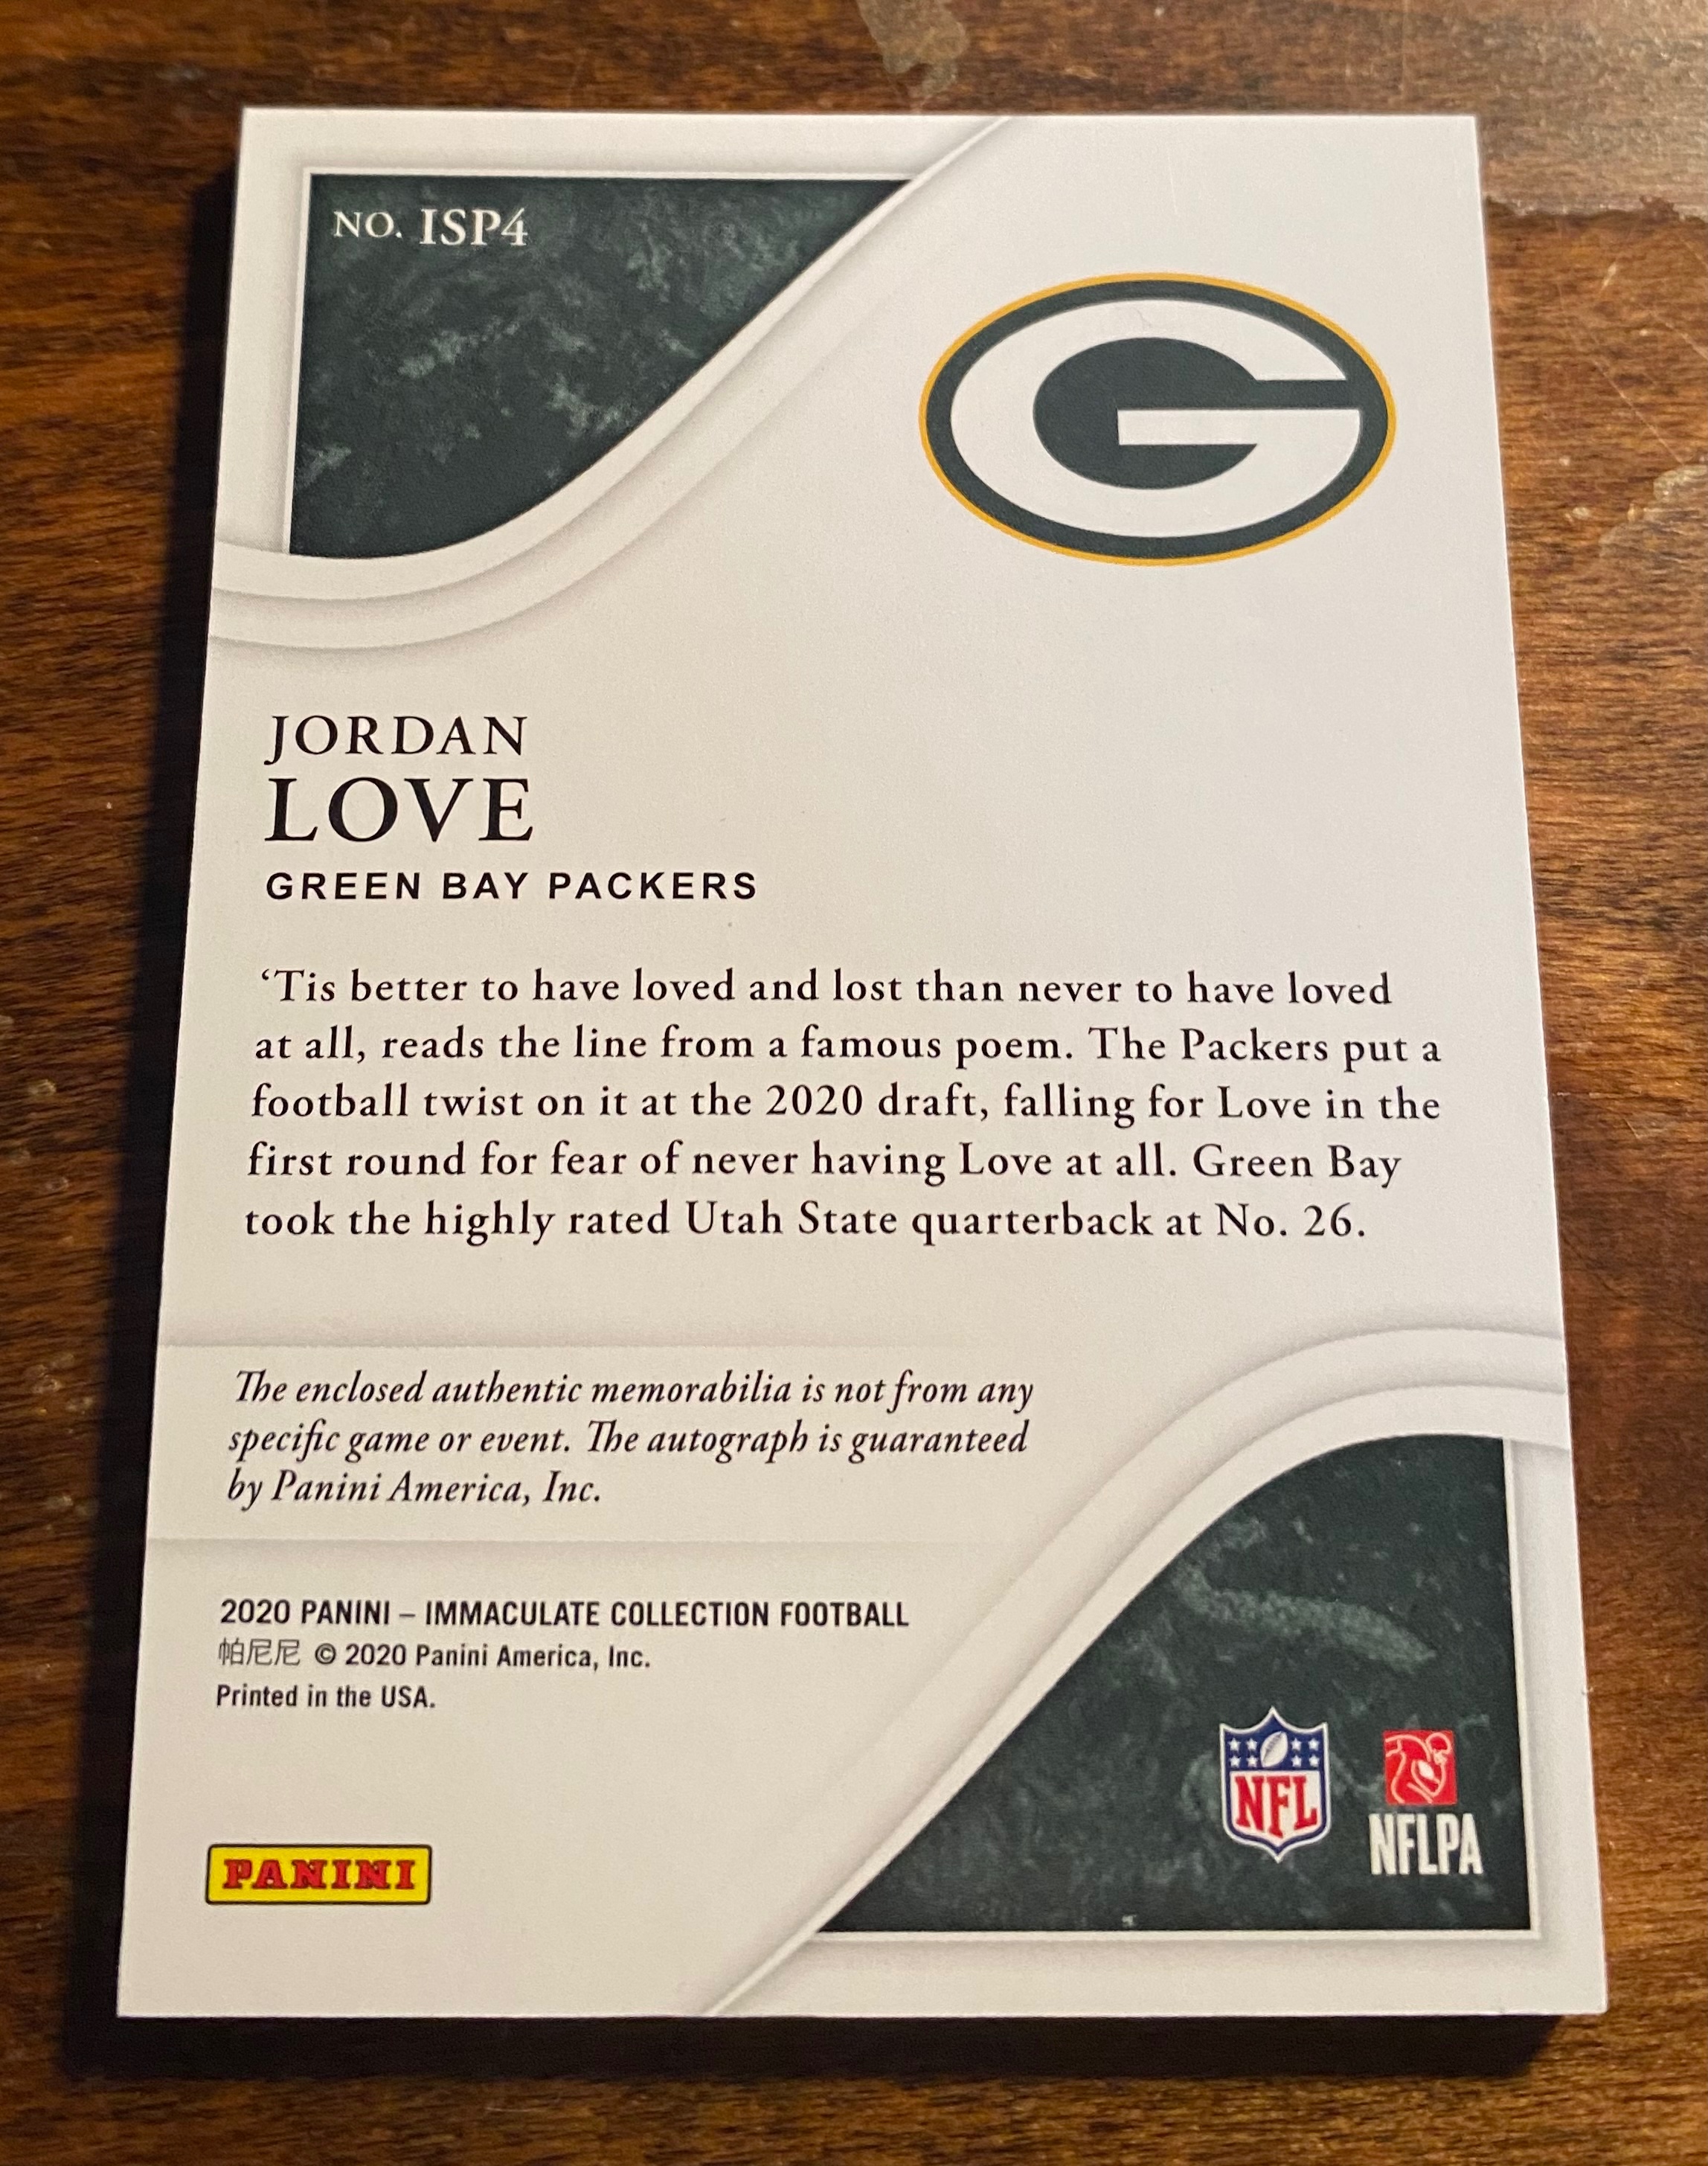 NO. ISP4
G
JORDAN
LOVE
GREEN BAY PACKERS
‘Tis better to have loved and lost than never to have loved
at all, reads the line from a famous poem. The Packers put a
football twist on it at the 2020 draft, falling for Love in the
first round for fear of never having Love at all. Green Bay
took the highly rated Utah State quarterback at No. 26.
The enclosed authentic memorabilia is not from any
specific game or event. The autograph is guaranteed
by Panini America, Inc.
2020 PANINI – IMMACULATE COLLECTION FOOTBALL
帕尼尼 © 2020 Panini America, Inc.
Printed in the USA.
NFL
NFLPA
PANINI